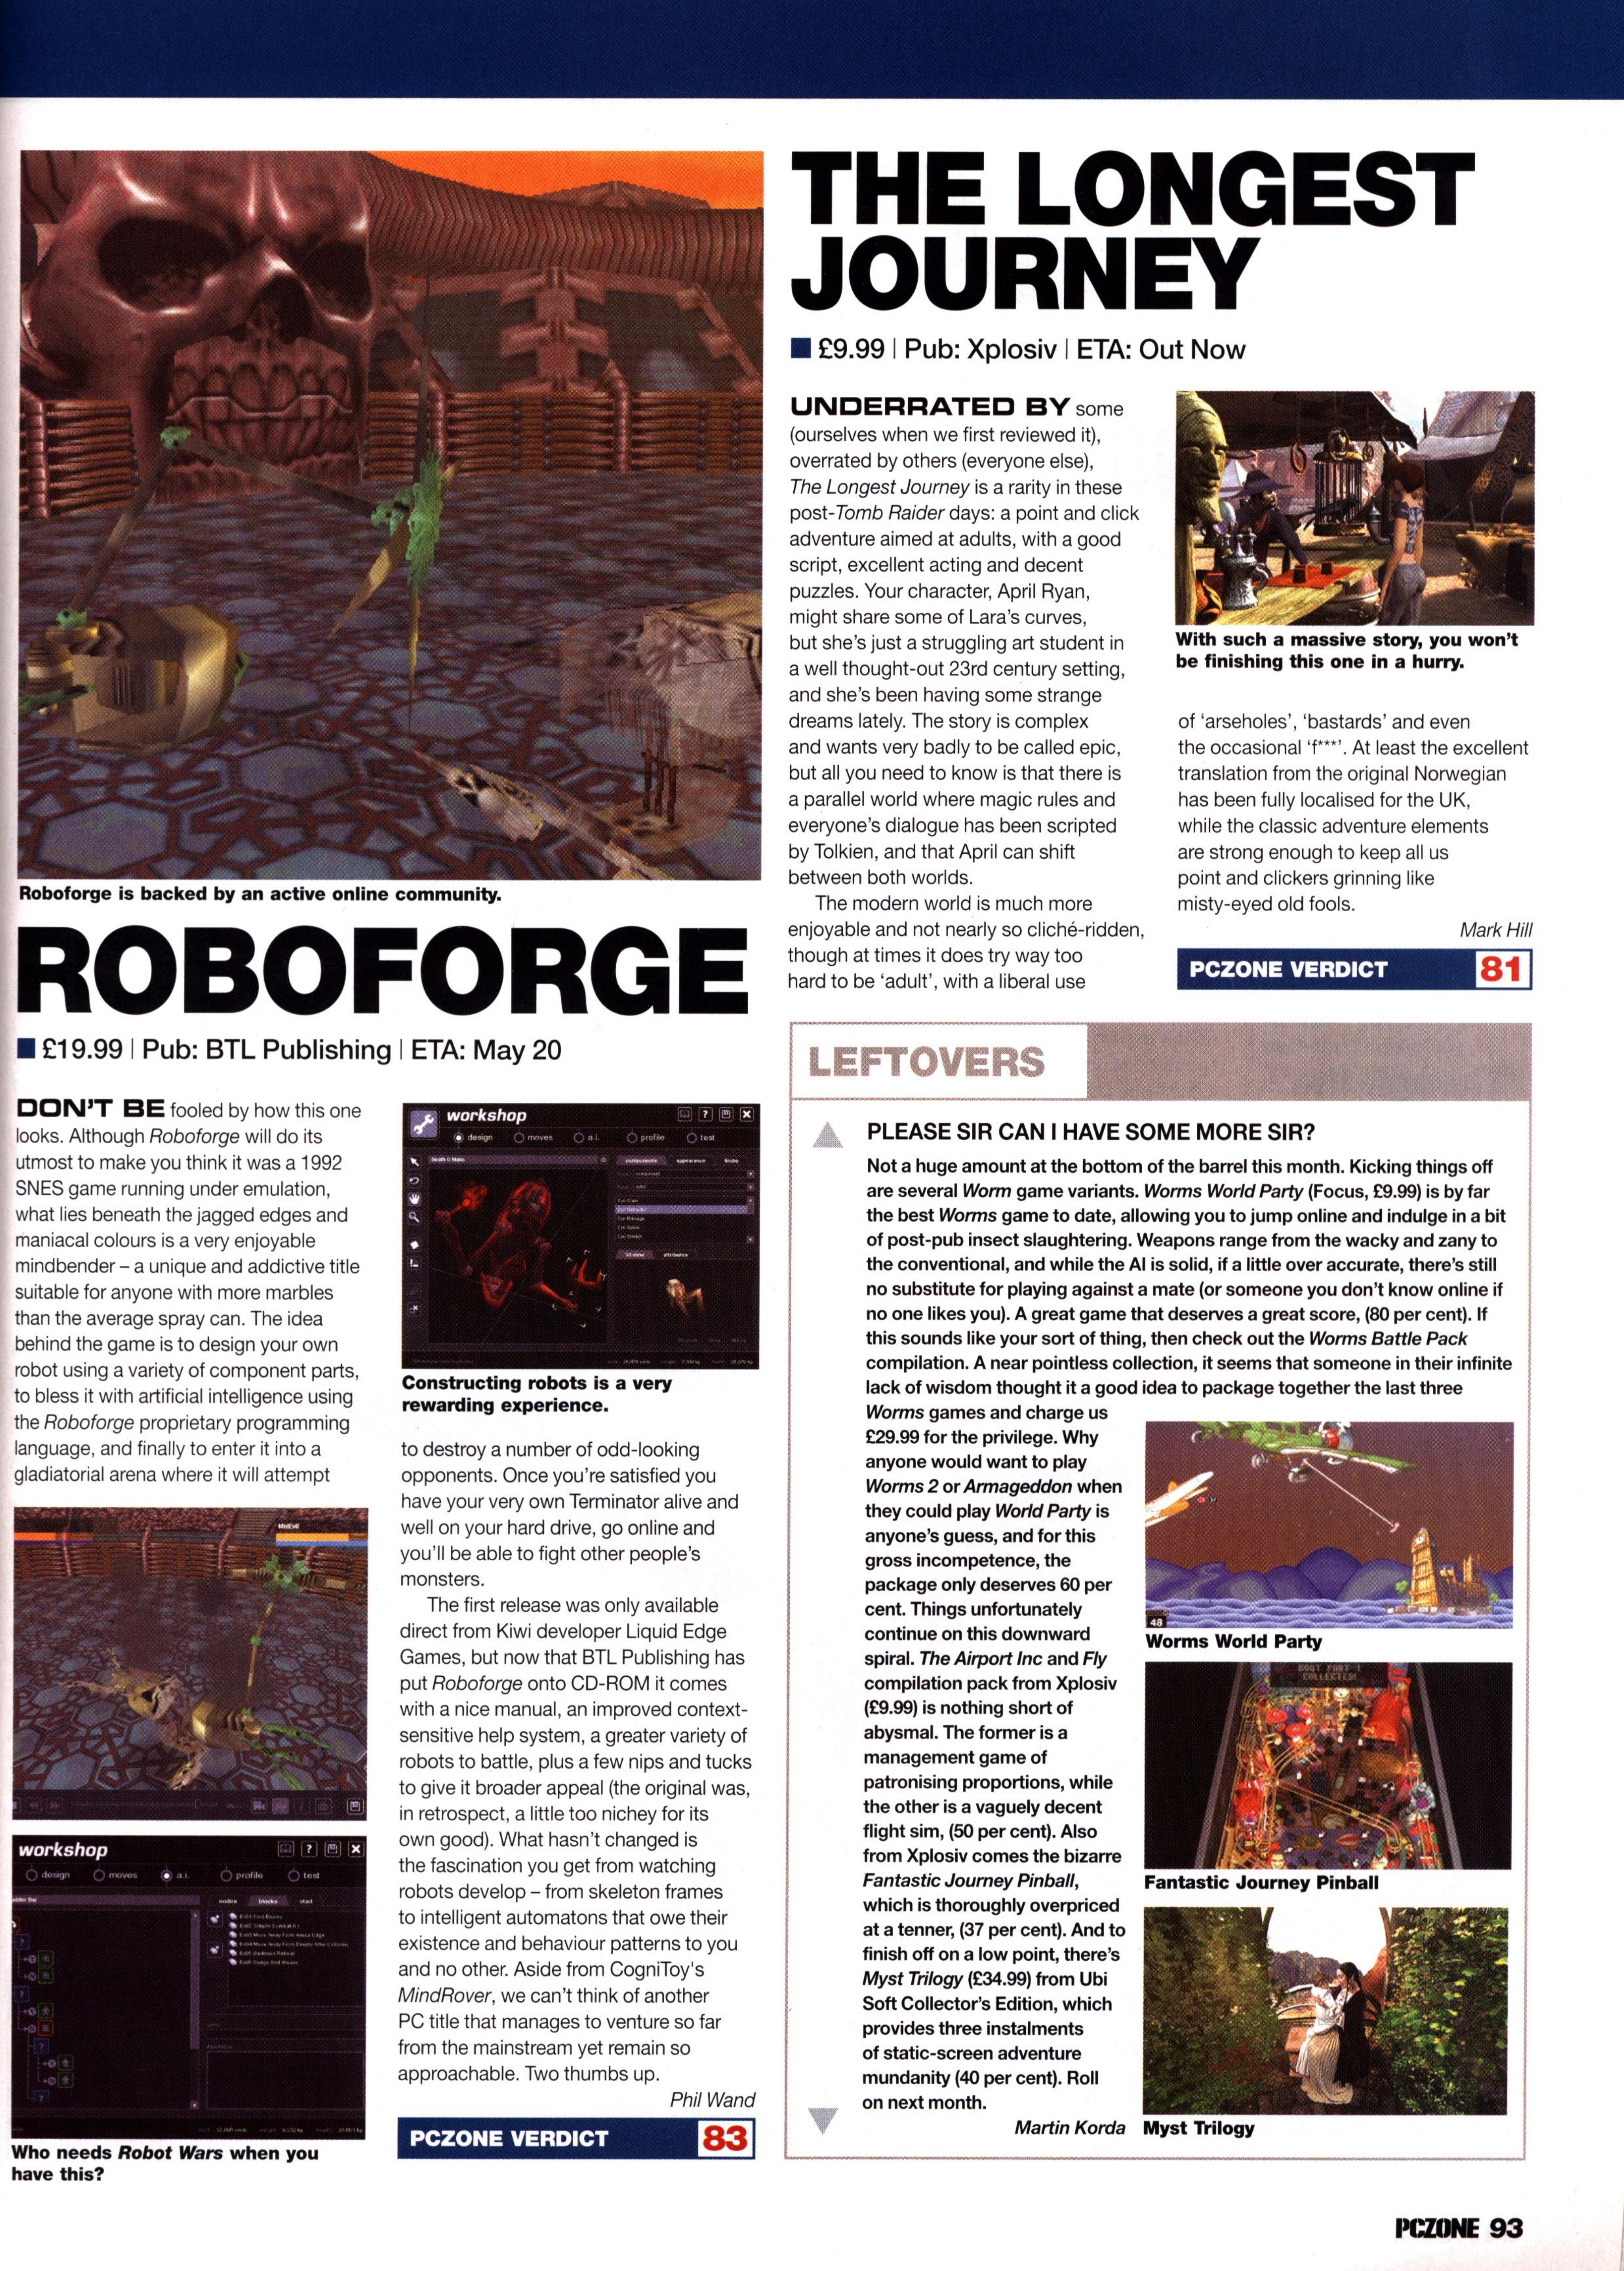 Roboforge is backed by an active online community.
ROBOFORGE
£19.99 | Pub: BTL Publishing | ETA: May 20
DON'T BE fooled by how this one
looks. Although Roboforge will do its
utmost to make you think it was a 1992
SNES game running under emulation,
what lies beneath the jagged edges and
maniacal colours is a very enjoyable
mindbender – a unique and addictive title
suitable for anyone with more marbles
than the average spray can. The idea
behind the game is to design your own
robot using a variety of component parts,
to bless it with artificial intelligence using
the Roboforge proprietary programming
language, and finally to enter it into a
gladiatorial arena where it will attempt
MidEvil
workshop
design moves a.i. profile test
nodes blocks start
Who needs Robot Wars when you
have this?
workshop
design moves a.i. profile test
components appearance limbs
3d view attributes
Constructing robots is a very
rewarding experience.
to destroy a number of odd-looking
opponents. Once you're satisfied you
have your very own Terminator alive and
well on your hard drive, go online and
you'll be able to fight other people's
monsters.
The first release was only available
direct from Kiwi developer Liquid Edge
Games, but now that BTL Publishing has
put Roboforge onto CD-ROM it comes
with a nice manual, an improved context-
sensitive help system, a greater variety of
robots to battle, plus a few nips and tucks
to give it broader appeal (the original was,
in retrospect, a little too nichey for its
own good). What hasn't changed is
the fascination you get from watching
robots develop – from skeleton frames
to intelligent automatons that owe their
existence and behaviour patterns to you
and no other. Aside from CogniToy's
MindRover, we can't think of another
PC title that manages to venture so far
from the mainstream yet remain so
approachable. Two thumbs up.
Phil Wand
PCZONE VERDICT 83
THE LONGEST
JOURNEY
£9.99 | Pub: Xplosiv | ETA: Out Now
UNDERRATED BY some
(ourselves when we first reviewed it),
overrated by others (everyone else),
The Longest Journey is a rarity in these
post-Tomb Raider days: a point and click
adventure aimed at adults, with a good
script, excellent acting and decent
puzzles. Your character, April Ryan,
might share some of Lara's curves,
but she's just a struggling art student in
a well thought-out 23rd century setting,
and she's been having some strange
dreams lately. The story is complex
and wants very badly to be called epic,
but all you need to know is that there is
a parallel world where magic rules and
everyone's dialogue has been scripted
by Tolkien, and that April can shift
between both worlds.
The modern world is much more
enjoyable and not nearly so cliché-ridden,
though at times it does try way too
hard to be 'adult', with a liberal use
With such a massive story, you won't
be finishing this one in a hurry.
of 'arseholes', 'bastards' and even
the occasional 'f***'. At least the excellent
translation from the original Norwegian
has been fully localised for the UK,
while the classic adventure elements
are strong enough to keep all us
point and clickers grinning like
misty-eyed old fools.
Mark Hill
PCZONE VERDICT 81
LEFTOVERS
PLEASE SIR CAN I HAVE SOME MORE SIR?
Not a huge amount at the bottom of the barrel this month. Kicking things off
are several Worm game variants. Worms World Party (Focus, £9.99) is by far
the best Worms game to date, allowing you to jump online and indulge in a bit
of post-pub insect slaughtering. Weapons range from the wacky and zany to
the conventional, and while the AI is solid, if a little over accurate, there's still
no substitute for playing against a mate (or someone you don't know online if
no one likes you). A great game that deserves a great score, (80 per cent). If
this sounds like your sort of thing, then check out the Worms Battle Pack
compilation. A near pointless collection, it seems that someone in their infinite
lack of wisdom thought it a good idea to package together the last three
Worms games and charge us
£29.99 for the privilege. Why
anyone would want to play
Worms 2 or Armageddon when
they could play World Party is
anyone's guess, and for this
gross incompetence, the
package only deserves 60 per
cent. Things unfortunately
continue on this downward
spiral. The Airport Inc and Fly
compilation pack from Xplosiv
(£9.99) is nothing short of
abysmal. The former is a
management game of
patronising proportions, while
the other is a vaguely decent
flight sim, (50 per cent). Also
from Xplosiv comes the bizarre
Fantastic Journey Pinball,
which is thoroughly overpriced
at a tenner, (37 per cent). And to
finish off on a low point, there's
Myst Trilogy (£34.99) from Ubi
Soft Collector's Edition, which
provides three instalments
of static-screen adventure
mundanity (40 per cent). Roll
on next month.
Martin Korda
48
Worms World Party
BOOT PART 1
COLLECTED!
Fantastic Journey Pinball
Myst Trilogy
PCZONE 93